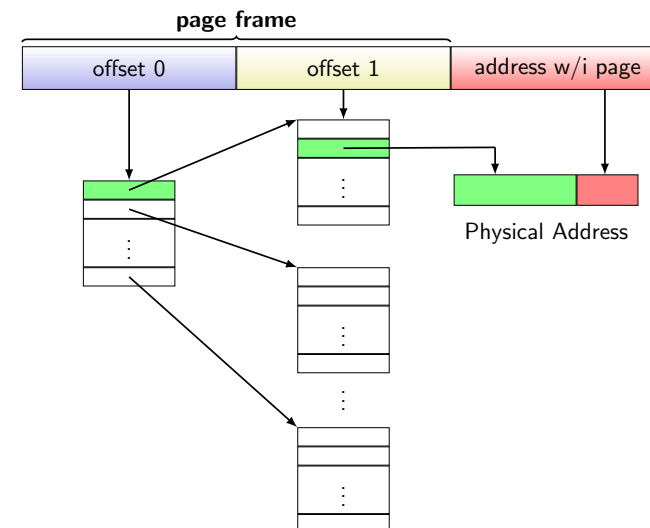 page frame
offset 0 offset 1 address w/i page
Physical Address